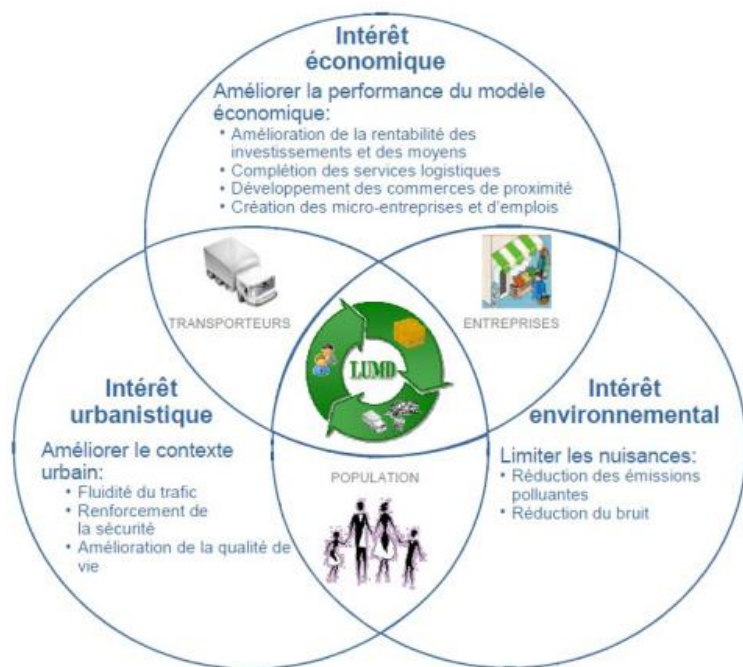 Intérêt
économique
Améliorer la performance du modèle
économique:
• Amélioration de la rentabilité des
investissements et des moyens
• Complétion des services logistiques
• Développement des commerces de proximité
• Création des micro-entreprises et d'emplois
TRANSPORTEURS
ENTREPRISES
LUMD
Intérêt
urbanistique
Améliorer le contexte
urbain:
• Fluidité du trafic
• Renforcement de
la sécurité
• Amélioration de la qualité de
vie
Intérêt
environnemental
Limiter les nuisances:
• Réduction des émissions
polluantes
• Réduction du bruit
POPULATION